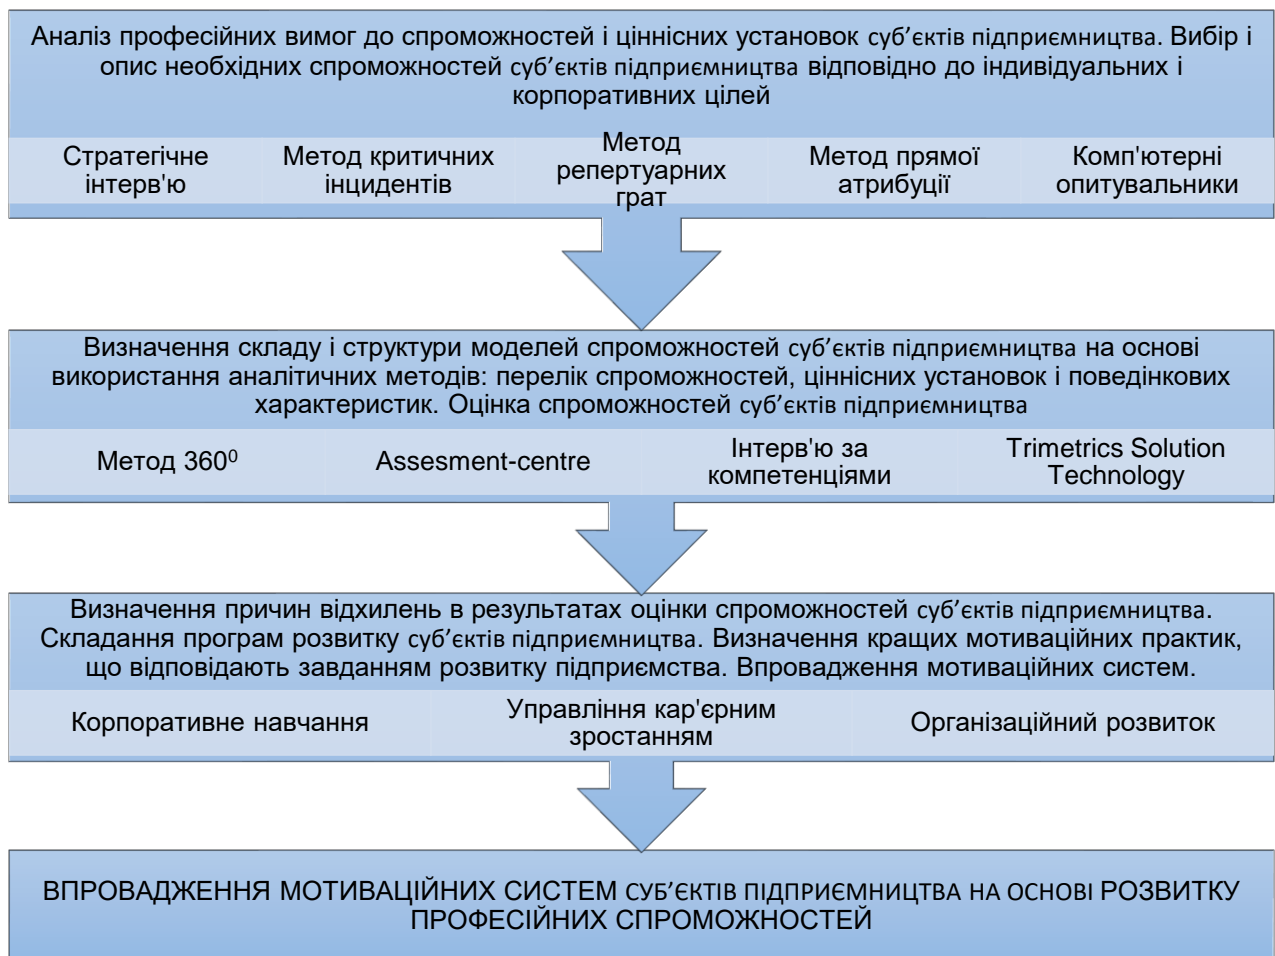 Аналіз професійних вимог до спроможностей і ціннісних установок суб’єктів підприємництва. Вибір і
опис необхідних спроможностей суб’єктів підприємництва відповідно до індивідуальних і
корпоративних цілей
Стратегічне
інтерв'ю
Метод критичних
інцидентів
Метод
репертуарних
грат
Метод прямої
атрибуції
Комп'ютерні
опитувальники
Визначення складу і структури моделей спроможностей суб’єктів підприємництва на основі
використання аналітичних методів: перелік спроможностей, ціннісних установок і поведінкових
характеристик. Оцінка спроможностей суб’єктів підприємництва
Метод 360⁰
Assesment-centre
Інтерв'ю за
компетенціями
Trimetrics Solution
Technology
Визначення причин відхилень в результатах оцінки спроможностей суб’єктів підприємництва.
Складання програм розвитку суб’єктів підприємництва. Визначення кращих мотиваційних практик,
що відповідають завданням розвитку підприємства. Впровадження мотиваційних систем.
Корпоративне навчання
Управління кар'єрним
зростанням
Організаційний розвиток
ВПРОВАДЖЕННЯ МОТИВАЦІЙНИХ СИСТЕМ СУБ’ЄКТІВ ПІДПРИЄМНИЦТВА НА ОСНОВІ РОЗВИТКУ
ПРОФЕСІЙНИХ СПРОМОЖНОСТЕЙ